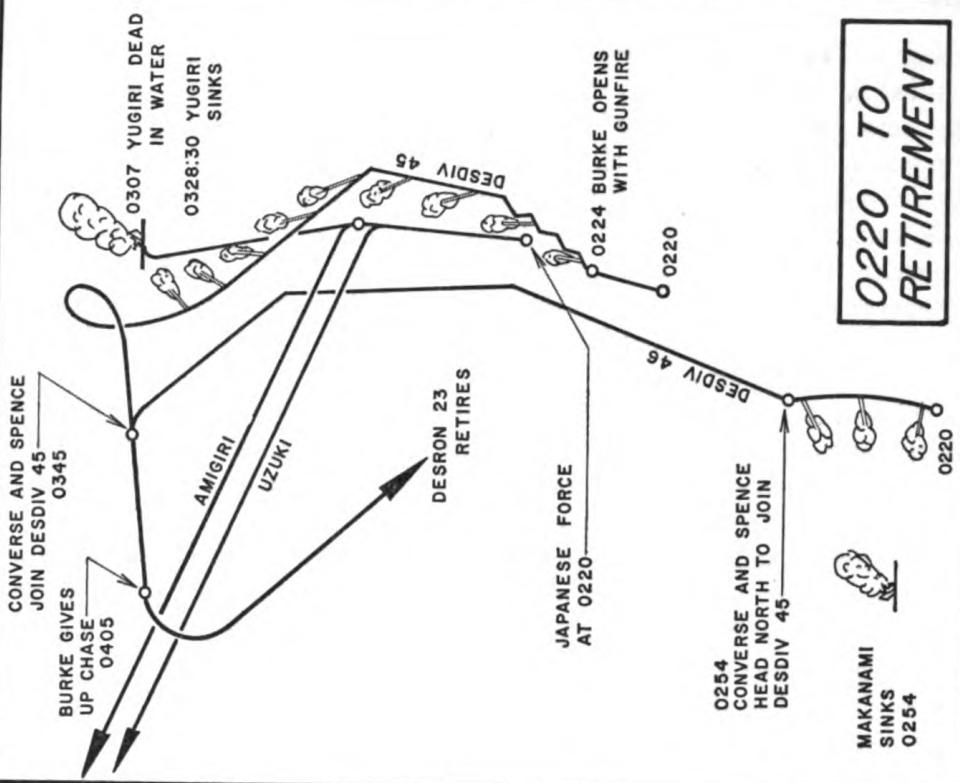 0220 TO
RETIREMENT
CONVERSE AND SPENCE
JOIN DESDIV 45
0345
BURKE GIVES
UP CHASE
0405
0307 YUGIRI DEAD
IN WATER
0328:30 YUGIRI
SINKS
DESDIV 45
0224 BURKE OPENS
WITH GUNFIRE
0220
AMIGIRI
UZUKI
DESRON 23
RETIRES
JAPANESE FORCE
AT 0220
DESDIV 46
0254
CONVERSE AND SPENCE
HEAD NORTH TO JOIN
DESDIV 45
MAKANAMI
SINKS
0254
0220